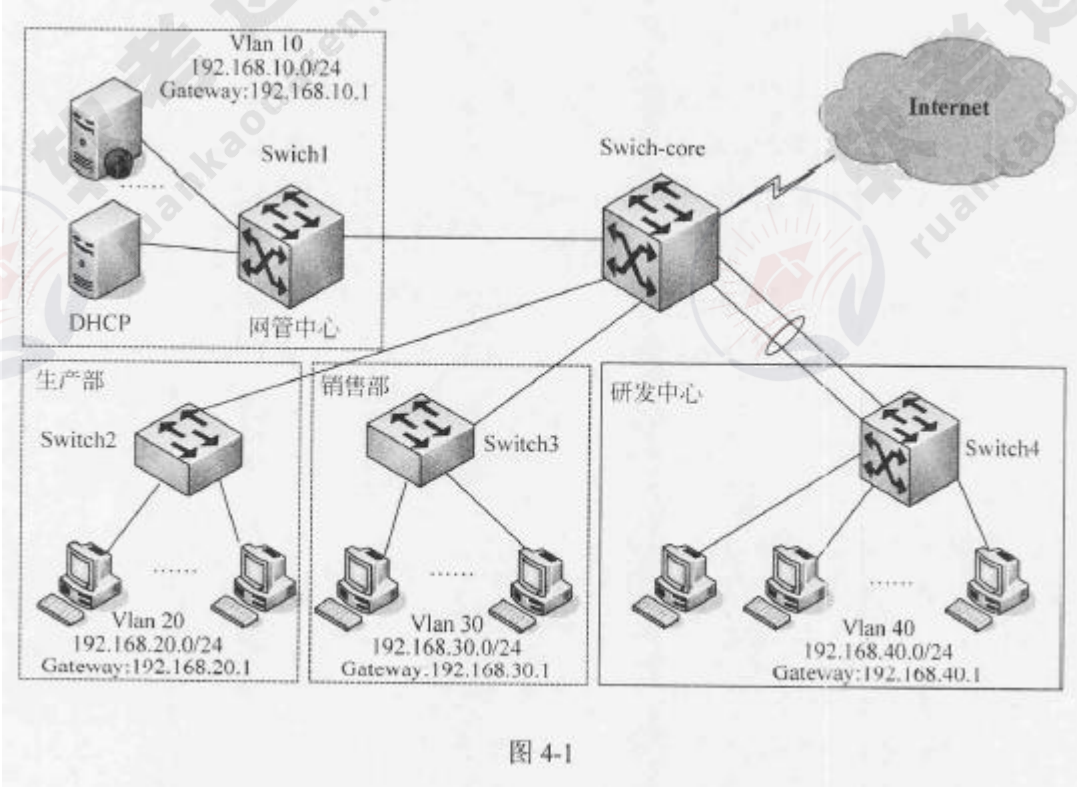 Vlan 10
192.168.10.0/24
Gateway:192.168.10.1
Swich1
DHCP
网管中心
Swich-core
Internet
生产部
Switch2
Vlan 20
192.168.20.0/24
Gateway:192.168.20.1
销售部
Switch3
Vlan 30
192.168.30.0/24
Gateway.192.168.30.1
研发中心
Switch4
Vlan 40
192.168.40.0/24
Gateway:192.168.40.1
图 4-1